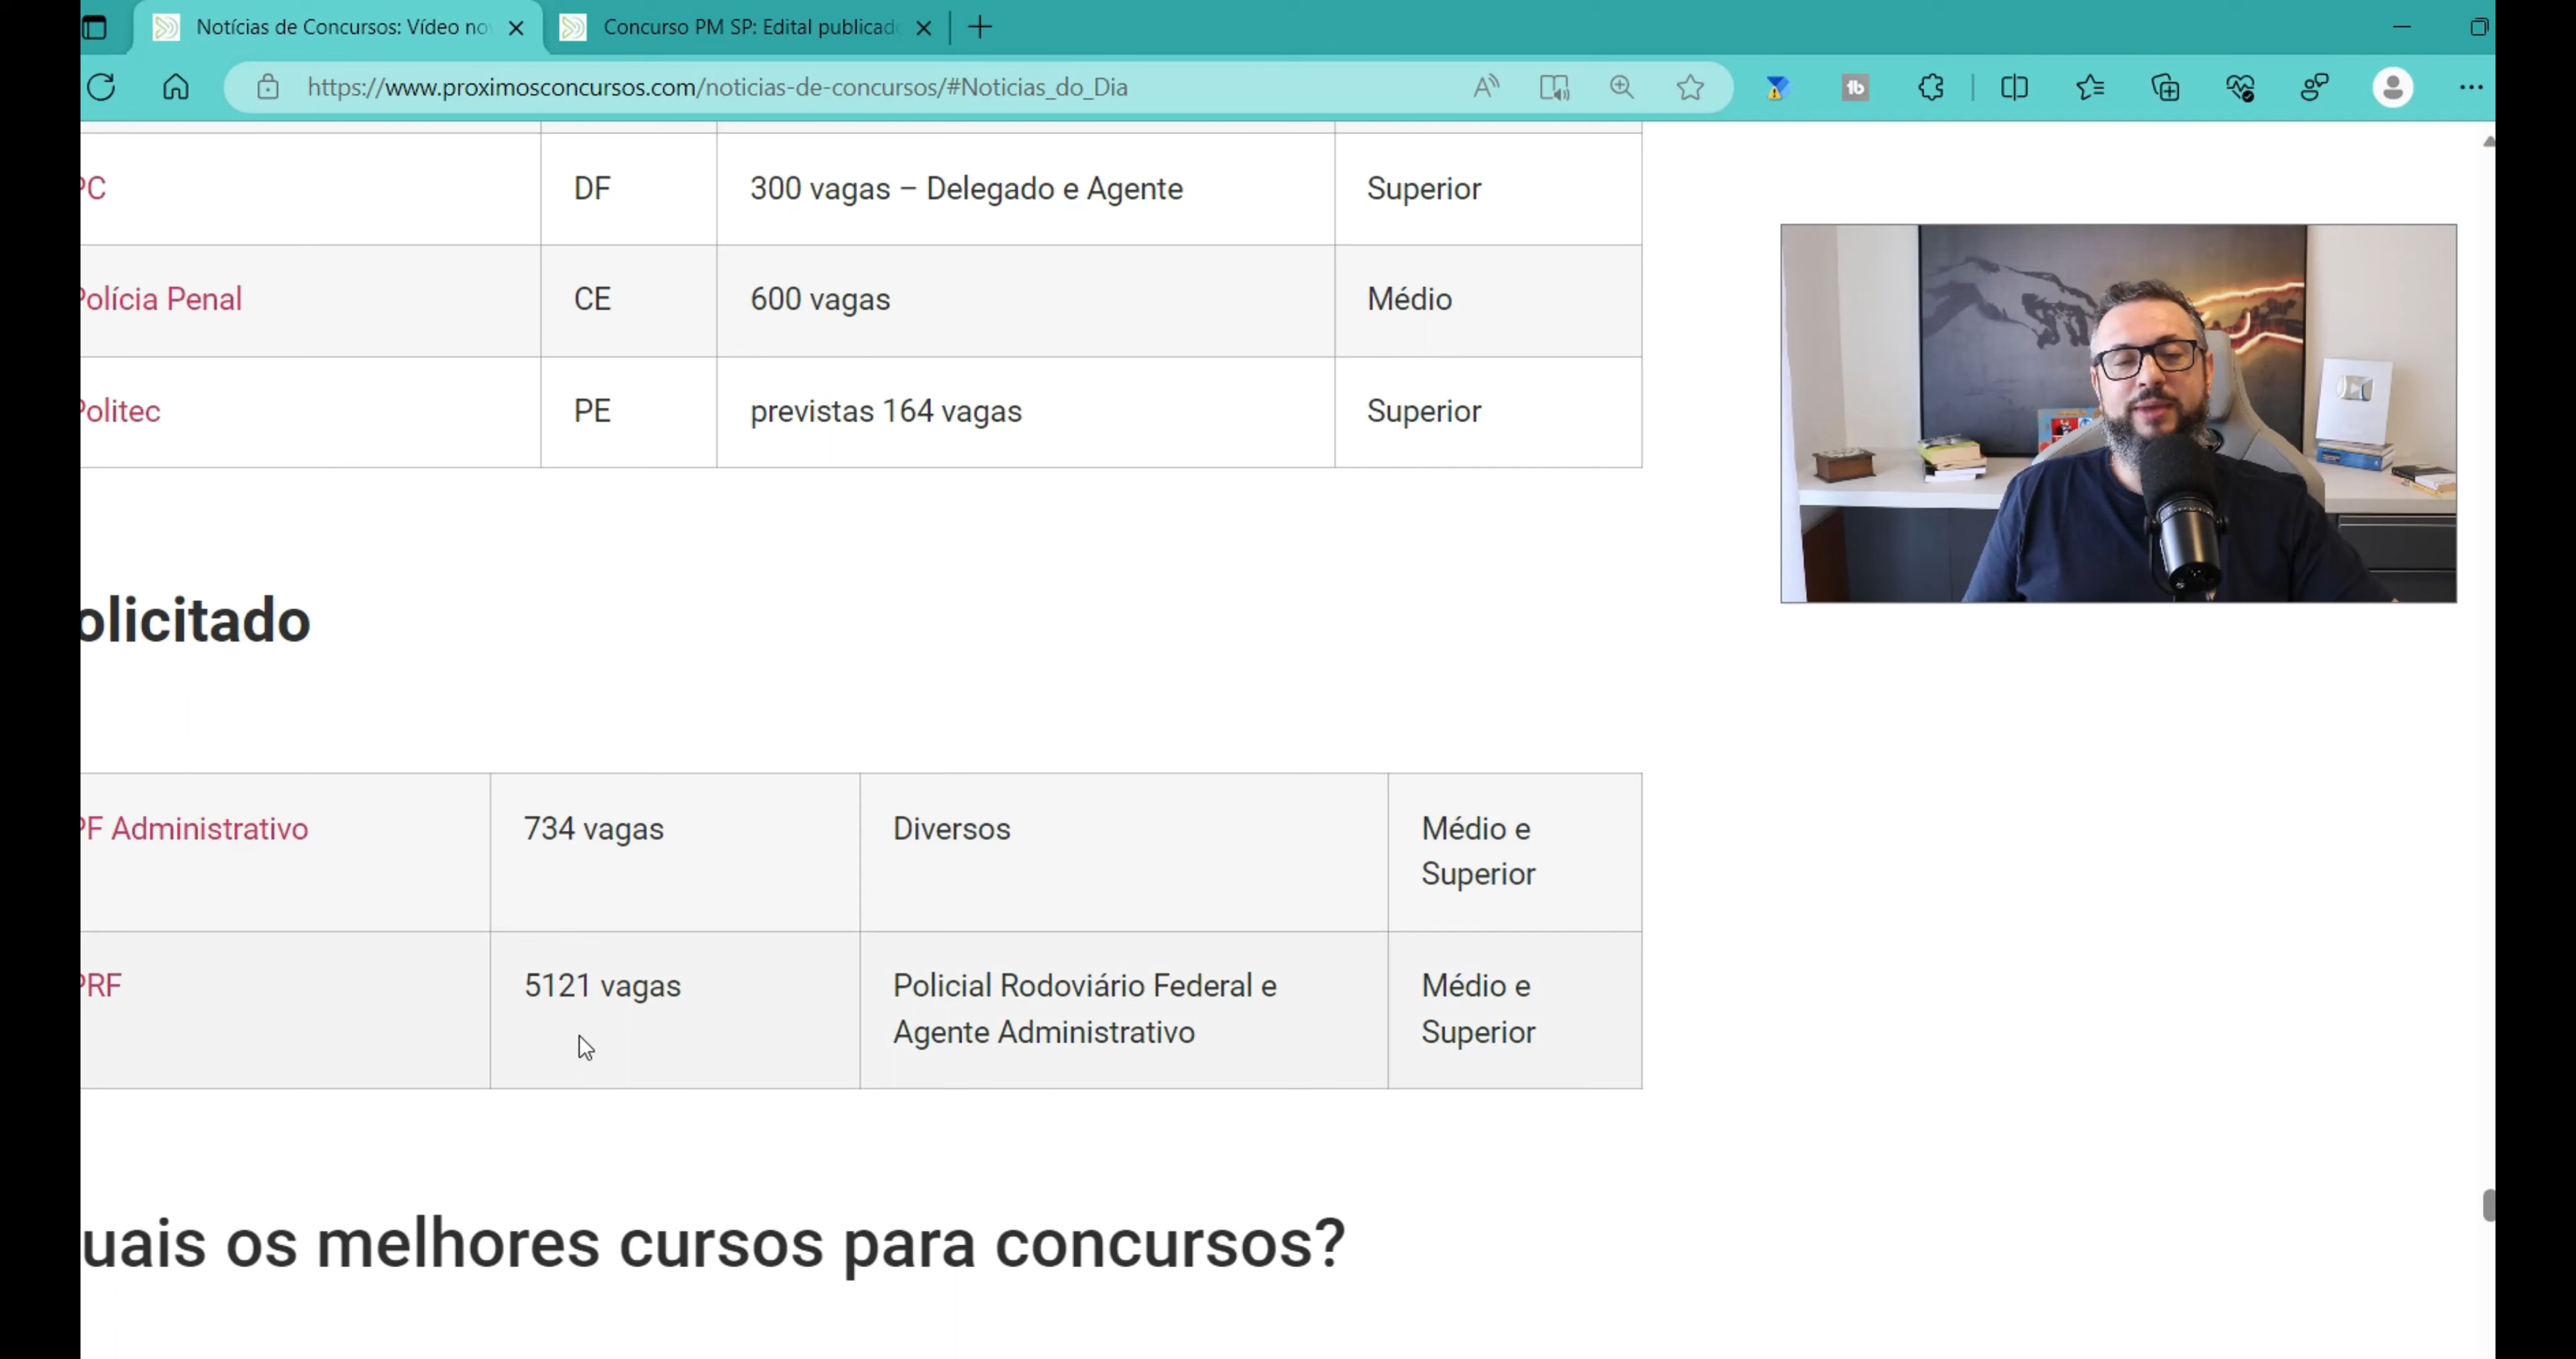 Notícias de Concursos: Vídeo no
Concurso PM SP: Edital publicad
https://www.proximosconcursos.com/noticias-de-concursos/#Noticias_do_Dia
PC DF 300 vagas – Delegado e Agente Superior
Polícia Penal CE 600 vagas Médio
Politec PE previstas 164 vagas Superior
olicitado
PF Administrativo 734 vagas Diversos Médio e
Superior
PRF 5121 vagas Policial Rodoviário Federal e Médio e
Agente Administrativo Superior
uais os melhores cursos para concursos?